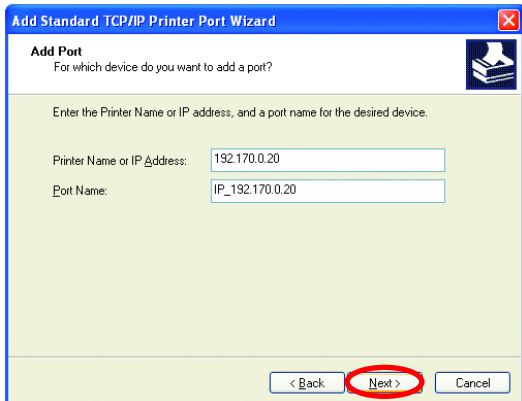 Add Standard TCP/IP Printer Port Wizard
Add Port
For which device do you want to add a port?
Enter the Printer Name or IP address, and a port name for the desired device.
Printer Name or IP Address: 192.170.0.20
Port Name: IP_192.170.0.20
< Back Next > Cancel